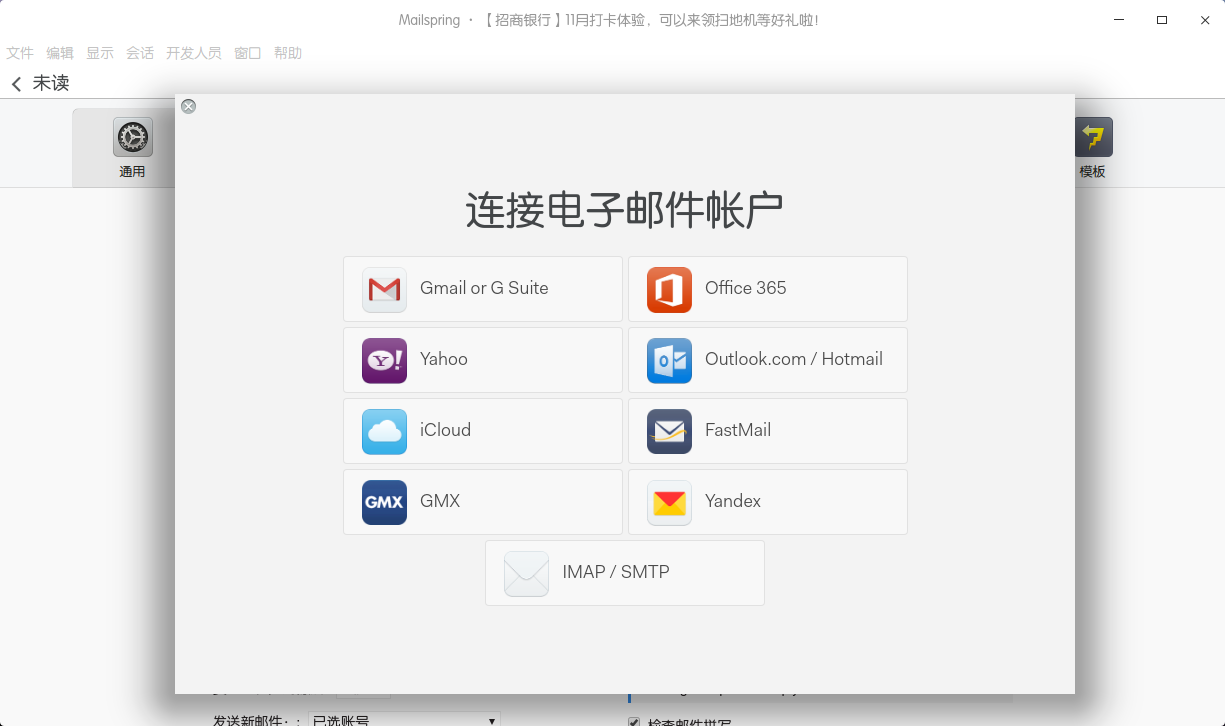 Mailspring · 【招商银行】11月打卡体验，可以来领扫地机等好礼啦！
文件 编辑 显示 会话 开发人员 窗口 帮助
未读
通用
模板
连接电子邮件帐户
Gmail or G Suite
Office 365
Yahoo
Outlook.com / Hotmail
iCloud
FastMail
GMX
GMX
Yandex
IMAP / SMTP
发送新邮件：: 已选账号
检查邮件拼写